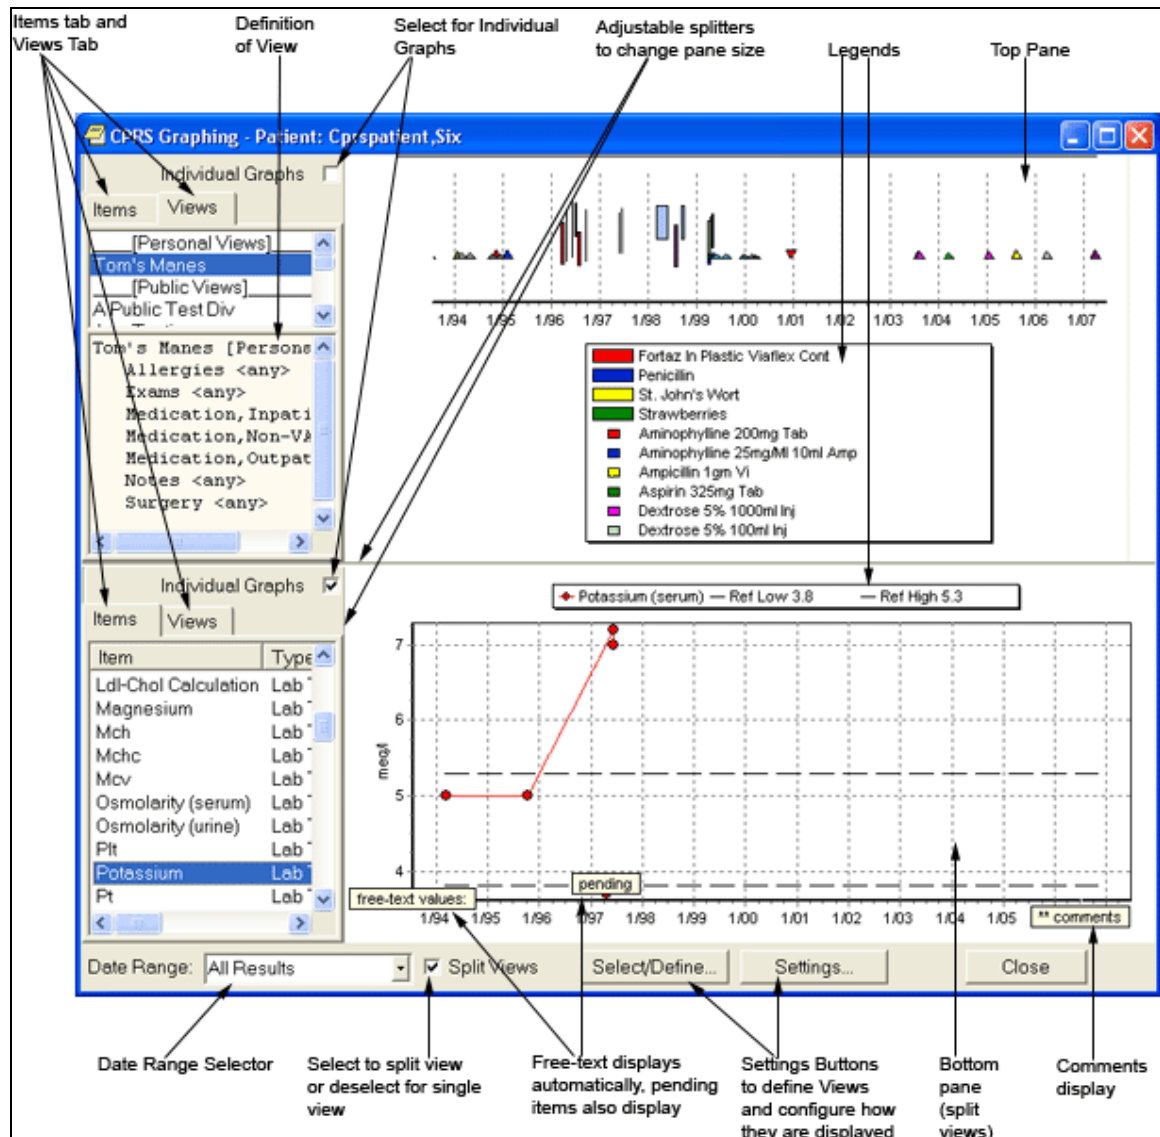 Items tab and
Views Tab
Definition
of View
Select for Individual
Graphs
Adjustable splitters
to change pane size
Legends
Top Pane
CPRS Graphing - Patient: Cprspatient,Six
Individual Graphs
Items
Views
[Personal Views]
Tom's Manes
[Public Views]
A Public Test Div
Tom's Manes [Persona
Allergies <any>
Exams <any>
Medication,Inpati
Medication,Non-VA
Medication,Outpat
Notes <any>
Surgery <any>
1/94 1/95 1/96 1/97 1/98 1/99 1/00 1/01 1/02 1/03 1/04 1/05 1/06 1/07
Fortaz In Plastic Viaflex Cont
Penicillin
St. John's Wort
Strawberries
Aminophylline 200mg Tab
Aminophylline 25mg/Ml 10ml Amp
Ampicillin 1gm Vi
Aspirin 325mg Tab
Dextrose 5% 1000ml Inj
Dextrose 5% 100ml Inj
Individual Graphs
Items
Views
Item Type
Ldl-Chol Calculation Lab T
Magnesium Lab T
Mch Lab T
Mchc Lab T
Mcv Lab T
Osmolarity (serum) Lab T
Osmolarity (urine) Lab T
Plt Lab T
Potassium Lab T
Pt Lab T
Potassium (serum) Ref Low 3.8 Ref High 5.3
7
6
5
4
meq/l
free-text values:
pending
** comments
1/94 1/95 1/96 1/97 1/98 1/99 1/00 1/01 1/02 1/03 1/04 1/05
Date Range: All Results
Split Views
Select/Define...
Settings...
Close
Date Range Selector
Select to split view
or deselect for single
view
Free-text displays
automatically, pending
items also display
Settings Buttons
to define Views
and configure how
they are displayed
Bottom
pane
(split
views)
Comments
display